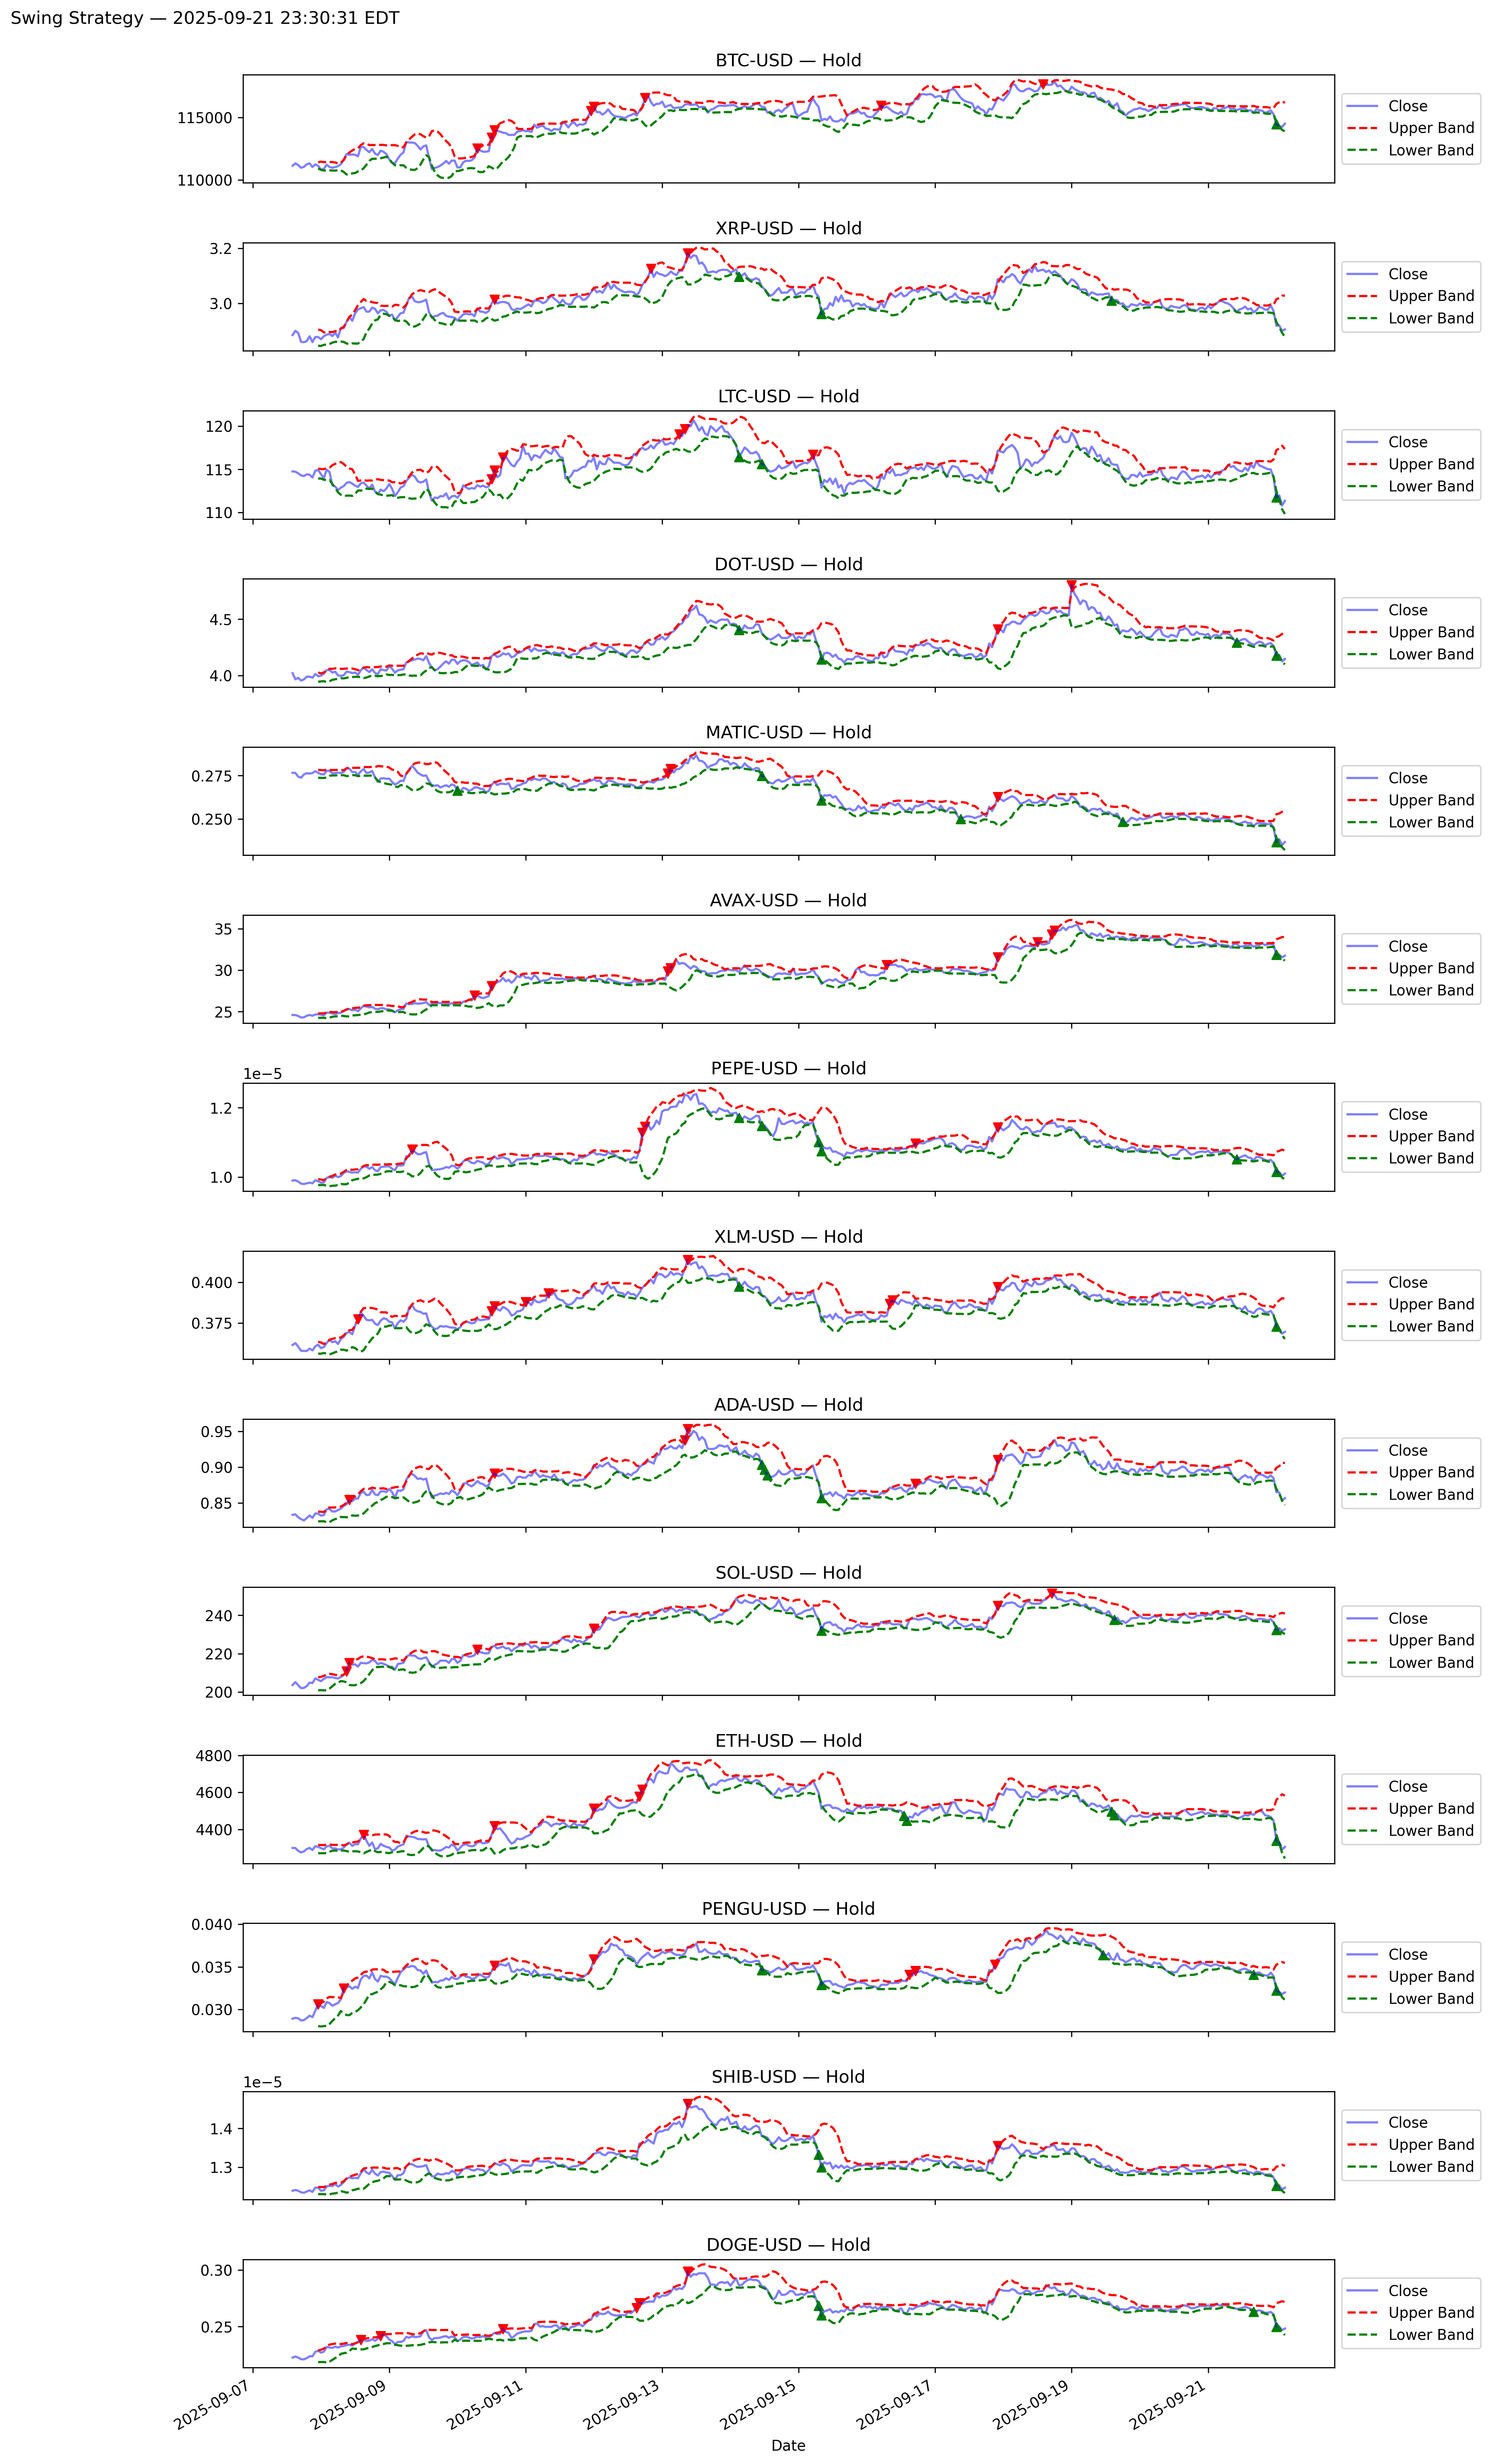 Swing Strategy — 2025-09-21 23:30:31 EDT
BTC-USD — Hold
115000
110000
Close
Upper Band
Lower Band
XRP-USD — Hold
3.2
3.0
Close
Upper Band
Lower Band
LTC-USD — Hold
120
115
110
Close
Upper Band
Lower Band
DOT-USD — Hold
4.5
4.0
Close
Upper Band
Lower Band
MATIC-USD — Hold
0.275
0.250
Close
Upper Band
Lower Band
AVAX-USD — Hold
35
30
25
Close
Upper Band
Lower Band
PEPE-USD — Hold
1e−5
1.2
1.0
Close
Upper Band
Lower Band
XLM-USD — Hold
0.400
0.375
Close
Upper Band
Lower Band
ADA-USD — Hold
0.95
0.90
0.85
Close
Upper Band
Lower Band
SOL-USD — Hold
240
220
200
Close
Upper Band
Lower Band
ETH-USD — Hold
4800
4600
4400
Close
Upper Band
Lower Band
PENGU-USD — Hold
0.040
0.035
0.030
Close
Upper Band
Lower Band
SHIB-USD — Hold
1e−5
1.4
1.3
Close
Upper Band
Lower Band
DOGE-USD — Hold
0.30
0.25
Close
Upper Band
Lower Band
2025-09-07
2025-09-09
2025-09-11
2025-09-13
2025-09-15
2025-09-17
2025-09-19
2025-09-21
Date